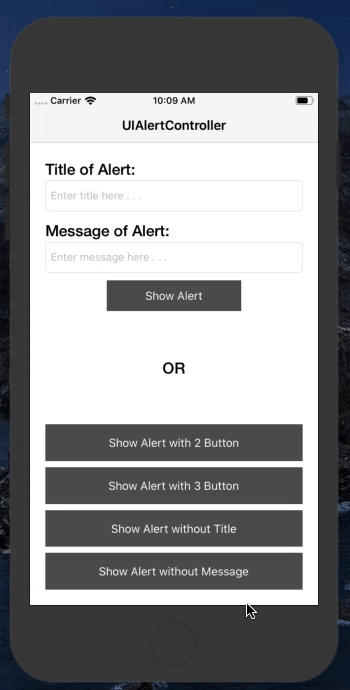 Carrier 10:09 AM
UIAlertController
Title of Alert:
Enter title here . . .
Message of Alert:
Enter message here . . .
Show Alert
OR
Show Alert with 2 Button
Show Alert with 3 Button
Show Alert without Title
Show Alert without Message